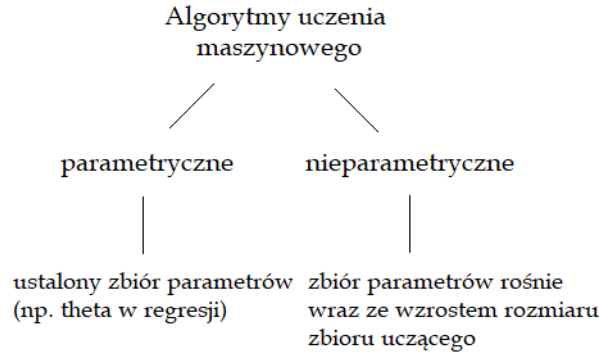 Algorytmy uczenia
maszynowego
parametryczne
nieparametryczne
ustalony zbiór parametrów
(np. theta w regresji)
zbiór parametrów rośnie
wraz ze wzrostem rozmiaru
zbioru uczącego